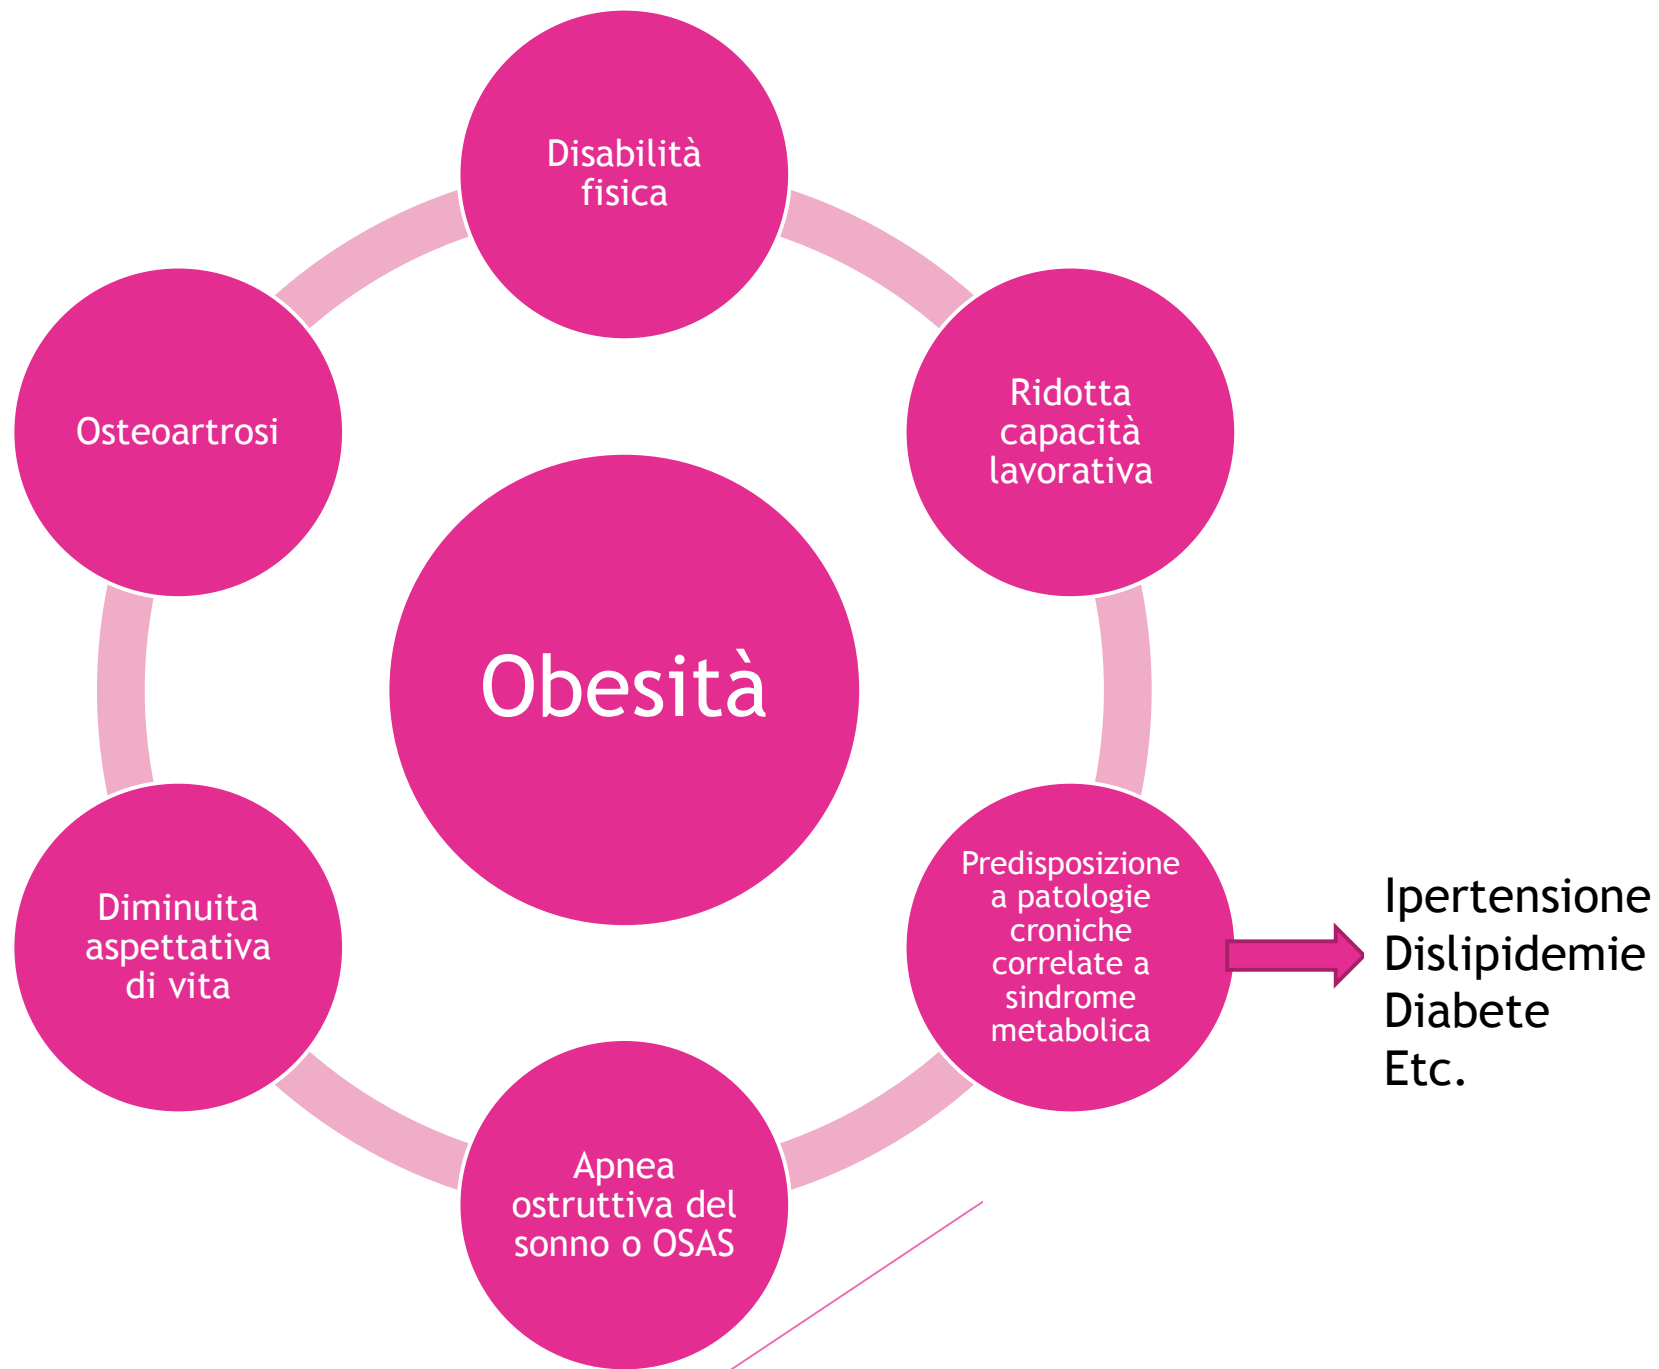 Disabilità
fisica
Ridotta
capacità
lavorativa
Predisposizione
a patologie
croniche
correlate a
sindrome
metabolica
Ipertensione
Dislipidemie
Diabete
Etc.
Apnea
ostruttiva del
sonno o OSAS
Diminuita
aspettativa
di vita
Osteoartrosi
Obesità